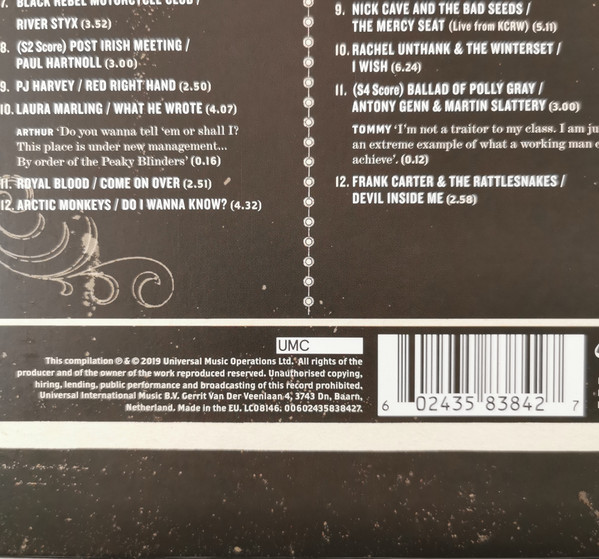 7. BLACK REBEL MOTORCYCLE CLUB /
RIVER STYX (3.52)
8. (S2 Score) POST IRISH MEETING /
PAUL HARTNOLL (3.00)
9. PJ HARVEY / RED RIGHT HAND (2.50)
10. LAURA MARLING / WHAT HE WROTE (4.07)
ARTHUR 'Do you wanna tell 'em or shall I?
This place is under new management...
By order of the Peaky Blinders' (0.16)
11. ROYAL BLOOD / COME ON OVER (2.51)
12. ARCTIC MONKEYS / DO I WANNA KNOW? (4.32)
9. NICK CAVE AND THE BAD SEEDS /
THE MERCY SEAT (Live from KCRW) (5.11)
10. RACHEL UNTHANK & THE WINTERSET /
I WISH (6.24)
11. (S4 Score) BALLAD OF POLLY GRAY /
ANTONY GENN & MARTIN SLATTERY (3.00)
TOMMY 'I'm not a traitor to my class. I am ju
an extreme example of what a working man c
achieve'. (0.12)
12. FRANK CARTER & THE RATTLESNAKES /
DEVIL INSIDE ME (2.58)
UMC
This compilation ℗ & © 2019 Universal Music Operations Ltd. All rights of the
producer and of the owner of the work reproduced reserved. Unauthorised copying,
hiring, lending, public performance and broadcasting of this record prohibited.
Universal International Music B.V. Gerrit Van Der Veenlaan 4, 3743 Dn, Baarn,
Netherland. Made in the EU. LC08146. 00602435838427.
6 02435 83842 7